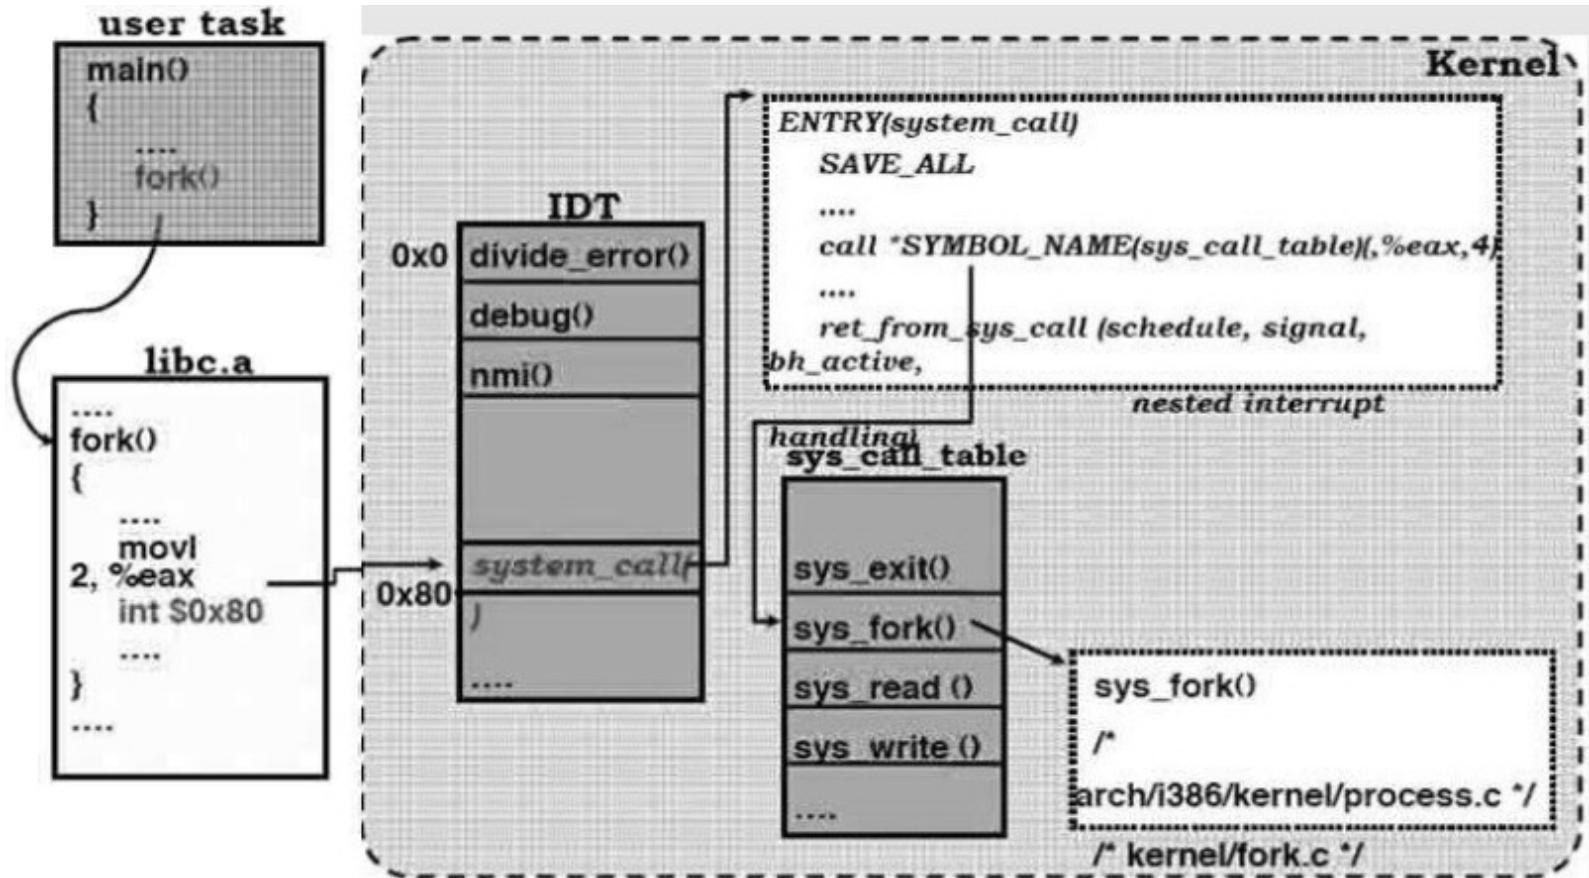 user task
main()
{
....
fork()
}
libc.a
....
fork()
{
....
movl
2, %eax
int $0x80
....
}
....
Kernel
IDT
0x0
divide_error()
debug()
nmi()
0x80
system_call(
)
....
ENTRY(system_call)
SAVE_ALL
....
call *SYMBOL_NAME(sys_call_table)(,%eax,4)
....
ret_from_sys_call (schedule, signal,
bh_active,
nested interrupt
handling)
sys_call_table
sys_exit()
sys_fork()
sys_read ()
sys_write ()
....
sys_fork()
/*
arch/i386/kernel/process.c */
/* kernel/fork.c */